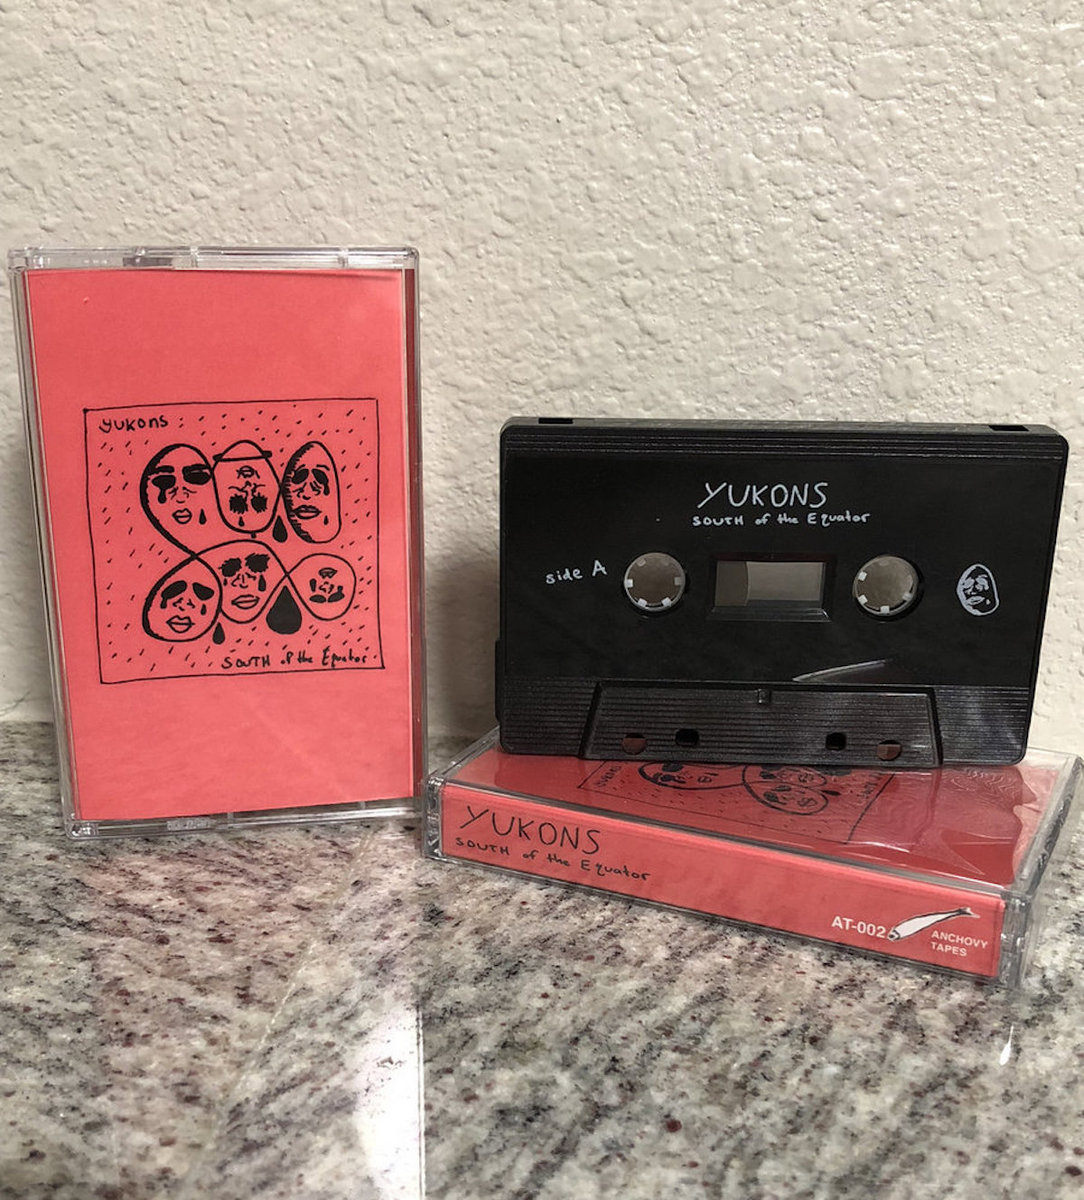 yukons
SOUTH of the Equator
YUKONS
SOUTH of the Equator
side A
YUKONS
SOUTH of the Equator
AT-002
ANCHOVY
TAPES